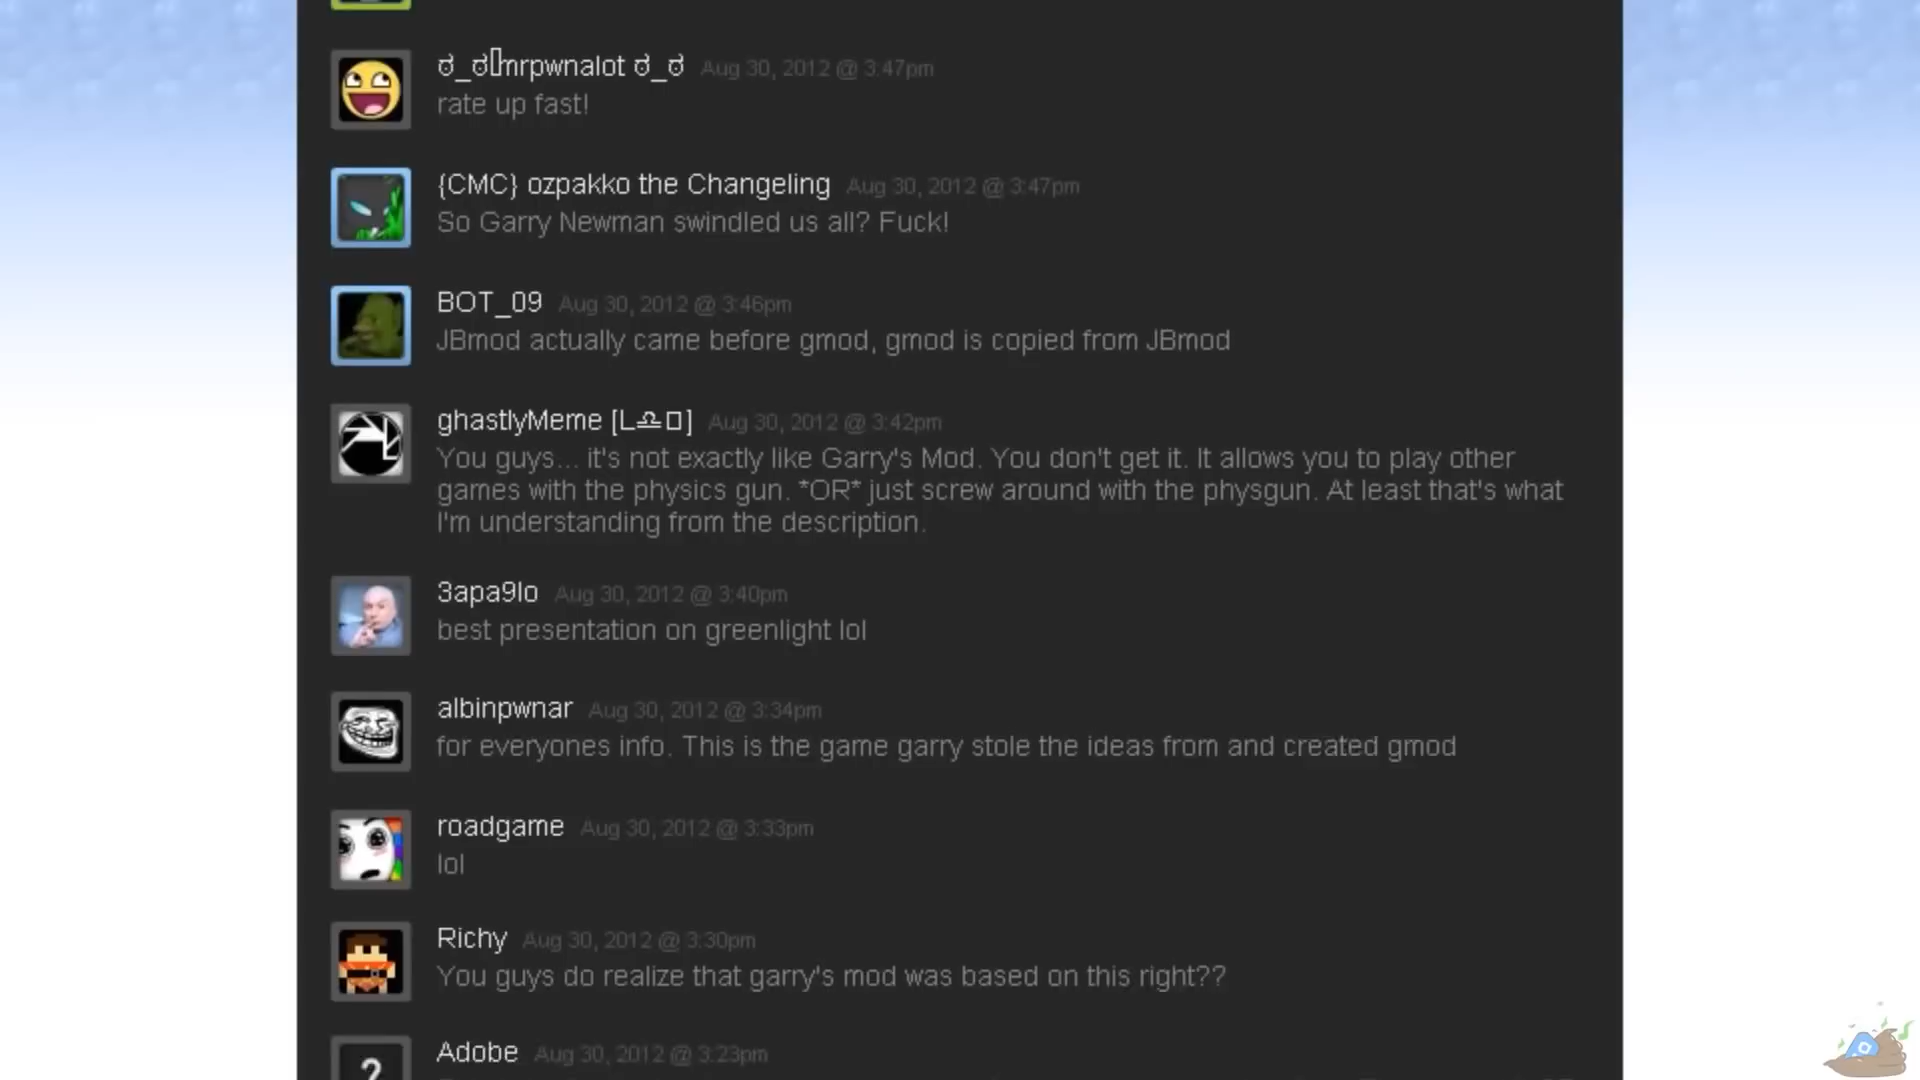 ಠ_ಠ▯mrpwnalot ಠ_ಠ Aug 30, 2012 @ 3:47pm
rate up fast!
{CMC} ozpakko the Changeling Aug 30, 2012 @ 3:47pm
So Garry Newman swindled us all? Fuck!
BOT_09 Aug 30, 2012 @ 3:46pm
JBmod actually came before gmod, gmod is copied from JBmod
ghastlyMeme [L♎▯] Aug 30, 2012 @ 3:42pm
You guys... it's not exactly like Garry's Mod. You don't get it. It allows you to play other
games with the physics gun. *OR* just screw around with the physgun. At least that's what
I'm understanding from the description.
3apa9lo Aug 30, 2012 @ 3:40pm
best presentation on greenlight lol
albinpwnar Aug 30, 2012 @ 3:34pm
for everyones info. This is the game garry stole the ideas from and created gmod
roadgame Aug 30, 2012 @ 3:33pm
lol
Richy Aug 30, 2012 @ 3:30pm
You guys do realize that garry's mod was based on this right??
Adobe Aug 30, 2012 @ 3:23pm
?